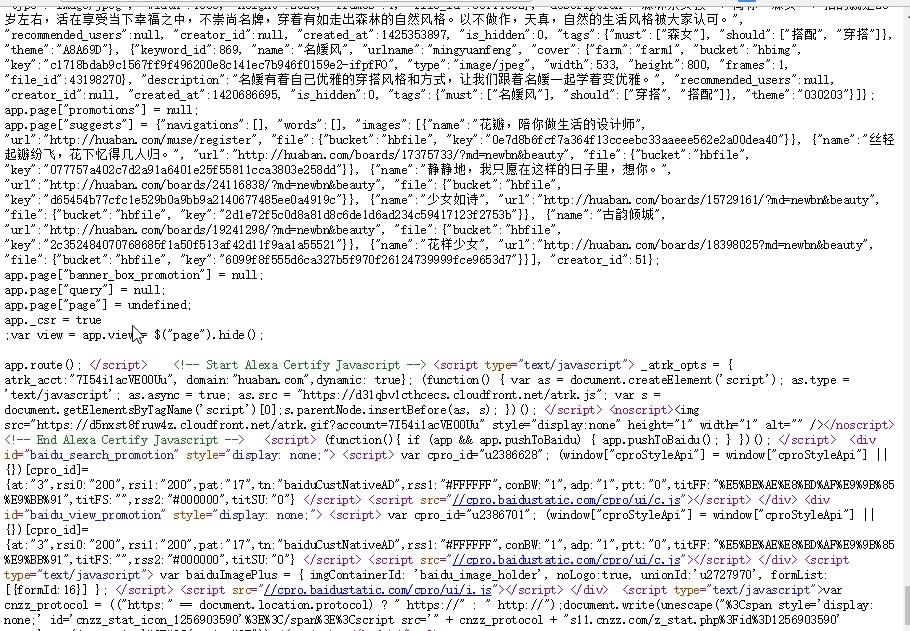 岁左右，活在享受当下幸福之中，不崇尚名牌，穿着有如走出森林的自然风格。以不做作，天真，自然的生活风格被大家认可。",
"recommended_users":null, "creator_id":null, "created_at":1425353897, "is_hidden":0, "tags":{"must":["森女"], "should":["搭配", "穿搭"]},
"theme":"A8A69D"}, {"keyword_id":869, "name":"名媛风", "urlname":"mingyuanfeng", "cover":{"farm":"farm1", "bucket":"hbimg",
"key":"c1718bdab9c1567ff9f496200e8c141ec7b946f0159e2-ifpfPO", "type":"image/jpeg", "width":533, "height":800, "frames":1,
"file_id":43198270}, "description":"名媛有着自己优雅的穿搭风格和方式，让我们跟着名媛一起学着变优雅。", "recommended_users":null,
"creator_id":null, "created_at":1420686695, "is_hidden":0, "tags":{"must":["名媛风"], "should":["穿搭", "搭配"]}, "theme":"030203"}];
app.page["promotions"] = null;
app.page["suggests"] = {"navigations":[], "words":[], "images":[{"name":"花瓣，陪你做生活的设计师",
"url":"http://huaban.com/muse/register", "file":{"bucket":"hbfile", "key":"0e7d8b6fcf7a364f13cceebc33aaeee562e2a00dea40"}}, {"name":"丝轻
起瓣纷飞，花下忆得几人归。", "url":"http://huaban.com/boards/17375733/?md=newbn&beauty", "file":{"bucket":"hbfile",
"key":"077757a402c7d2a91a6401e25f55811cca3803e258dd"}}, {"name":"静静地，我只愿在这样的日子里，想你。",
"url":"http://huaban.com/boards/24116838/?md=newbn&beauty", "file":{"bucket":"hbfile",
"key":"d65454b77cfc1e529b0a9bb9a2140677485ee0a4919c"}}, {"name":"少女如诗", "url":"http://huaban.com/boards/15729161/?md=newbn&beauty",
"file":{"bucket":"hbfile", "key":"2d1e72f5c0d8a81d8c6de1d6ad234c59417123f2753b"}}, {"name":"古韵倾城",
"url":"http://huaban.com/boards/19241298/?md=newbn&beauty", "file":{"bucket":"hbfile",
"key":"2c352484070768685f1a50f513af42d11f9aa1a55521"}}, {"name":"花样少女", "url":"http://huaban.com/boards/18398025?md=newbn&beauty",
"file":{"bucket":"hbfile", "key":"6099f8f555d6ca327b5f970f26124739999fce9653d7"}}], "creator_id":51};
app.page["banner_box_promotion"] = null;
app.page["query"] = null;
app.page["page"] = undefined;
app._csr = true
;var view = app.view = $("page").hide();
app.route(); </script> <!-- Start Alexa Certify Javascript --> <script type="text/javascript"> _atrk_opts = {
atrk_acct:"7I54i1acVE00Uu", domain:"huaban.com",dynamic: true}; (function() { var as = document.createElement('script'); as.type =
'text/javascript'; as.async = true; as.src = "https://d31qbv1cthcecs.cloudfront.net/atrk.js"; var s =
document.getElementsByTagName('script')[0];s.parentNode.insertBefore(as, s); })(); </script> <noscript><img
src="https://d5nxst8fruw4z.cloudfront.net/atrk.gif?account=7I54i1acVE00Uu" style="display:none" height="1" width="1" alt="" /></noscript>
<!-- End Alexa Certify Javascript --> <script> (function(){ if (app && app.pushToBaidu) { app.pushToBaidu(); } })(); </script> <div
id="baidu_search_promotion" style="display: none;"> <script> var cpro_id="u2386628"; (window["cproStyleApi"] = window["cproStyleApi"] ||
{})[cpro_id]=
{at:"3",rsi0:"200",rsi1:"200",pat:"17",tn:"baiduCustNativeAD",rss1:"#FFFFFF",conBW:"1",adp:"1",ptt:"0",titFF:"%E5%BE%AE%E8%BD%AF%E9%9B%85
%E9%BB%91",titFS:"",rss2:"#000000",titSU:"0"} </script> <script src="//cpro.baidustatic.com/cpro/ui/c.js"></script> </div> <div
id="baidu_view_promotion" style="display: none;"> <script> var cpro_id="u2386701"; (window["cproStyleApi"] = window["cproStyleApi"] ||
{})[cpro_id]=
{at:"3",rsi0:"200",rsi1:"200",pat:"17",tn:"baiduCustNativeAD",rss1:"#FFFFFF",conBW:"1",adp:"1",ptt:"0",titFF:"%E5%BE%AE%E8%BD%AF%E9%9B%85
%E9%BB%91",titFS:"",rss2:"#000000",titSU:"0"} </script> <script src="//cpro.baidustatic.com/cpro/ui/c.js"></script> </div> <script
type="text/javascript"> var baiduImagePlus = { imgContainerId: 'baidu_image_holder', noLogo:true, unionId:'u2727970', formList:
[{formId:16}] }; </script> <script src="//cpro.baidustatic.com/cpro/ui/i.js"></script> </div> <script type="text/javascript">var
cnzz_protocol = (("https:" == document.location.protocol) ? " https://" : " http://");document.write(unescape("%3Cspan style='display:
none;' id='cnzz_stat_icon_1256903590'%3E%3C/span%3E%3Cscript src='" + cnzz_protocol + "s11.cnzz.com/z_stat.php%3Fid%3D1256903590'